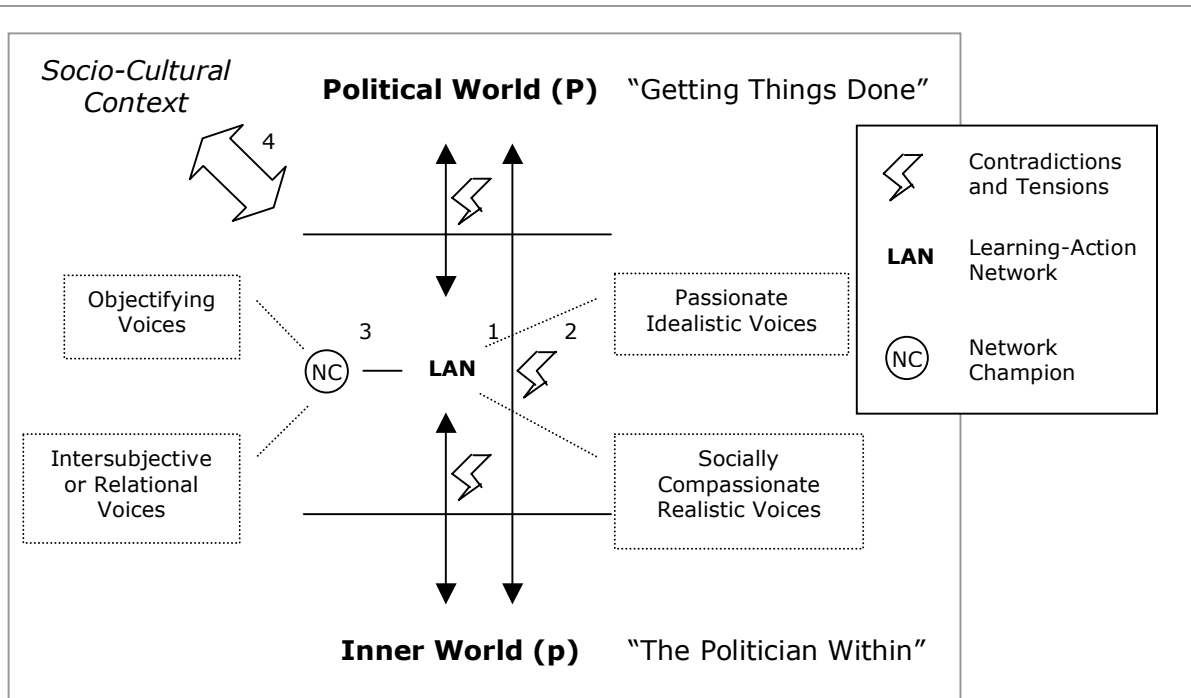 Socio-Cultural
Context
Political World (P) “Getting Things Done”
4
Contradictions
and Tensions
LAN Learning-Action
Network
NC Network
Champion
Objectifying
Voices
Passionate
Idealistic Voices
3 1 2
NC LAN
Intersubjective
or Relational
Voices
Socially
Compassionate
Realistic Voices
Inner World (p) “The Politician Within”